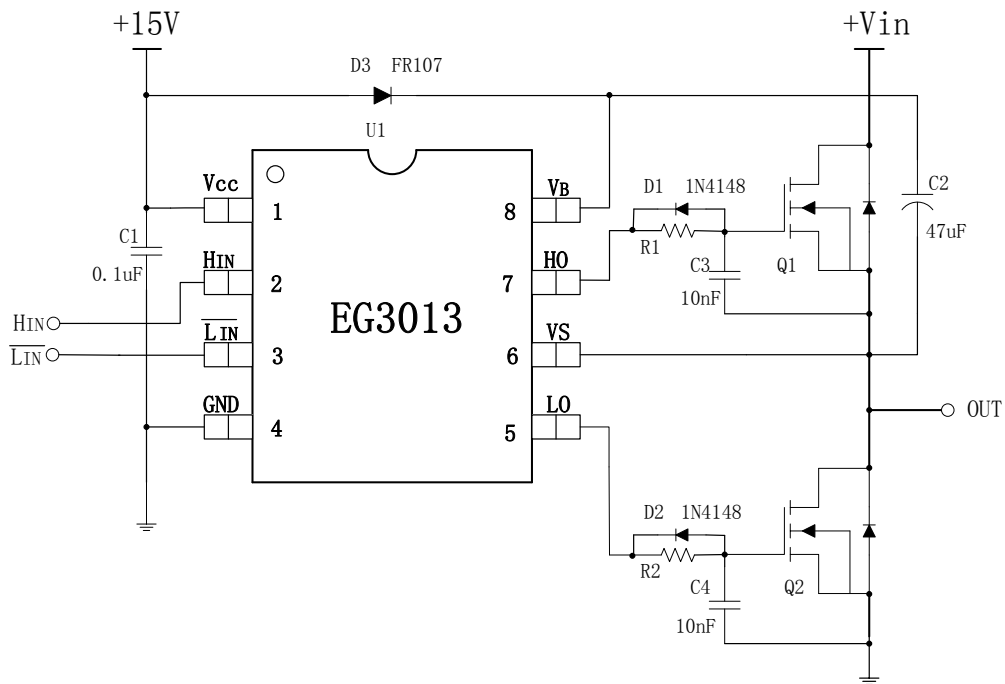 +15V
+Vin
D3 FR107
U1
Vcc
1
VB
8
D1 1N4148
R1
C1
0.1uF
HIN
2
HO
7
C3
10nF
Q1
C2
47uF
EG3013
HIN
L̅I̅N̅
L̅I̅N̅
3
VS
6
GND
4
LO
5
OUT
D2 1N4148
R2
C4
10nF
Q2